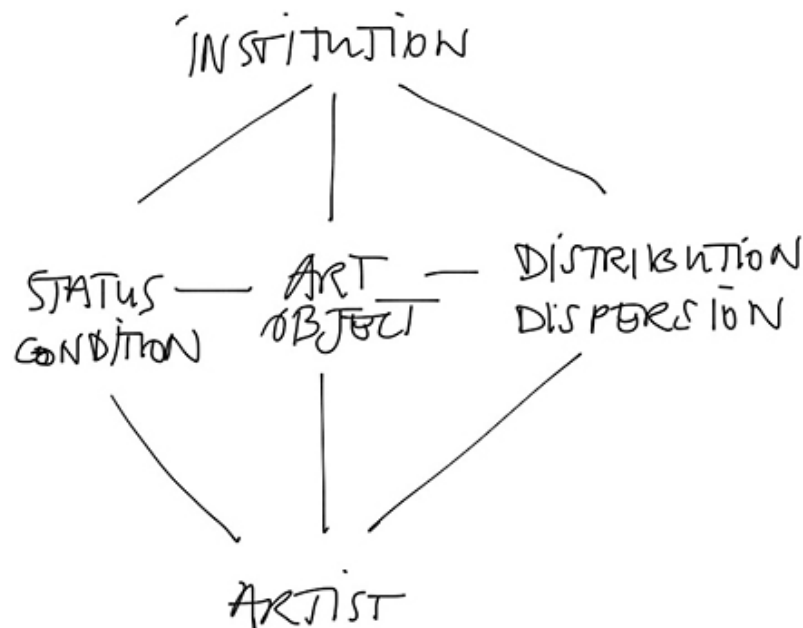 INSTITUTION
STATUS
CONDITION
ART
OBJECT
DISTRIBUTION
DISPERSION
ARTIST